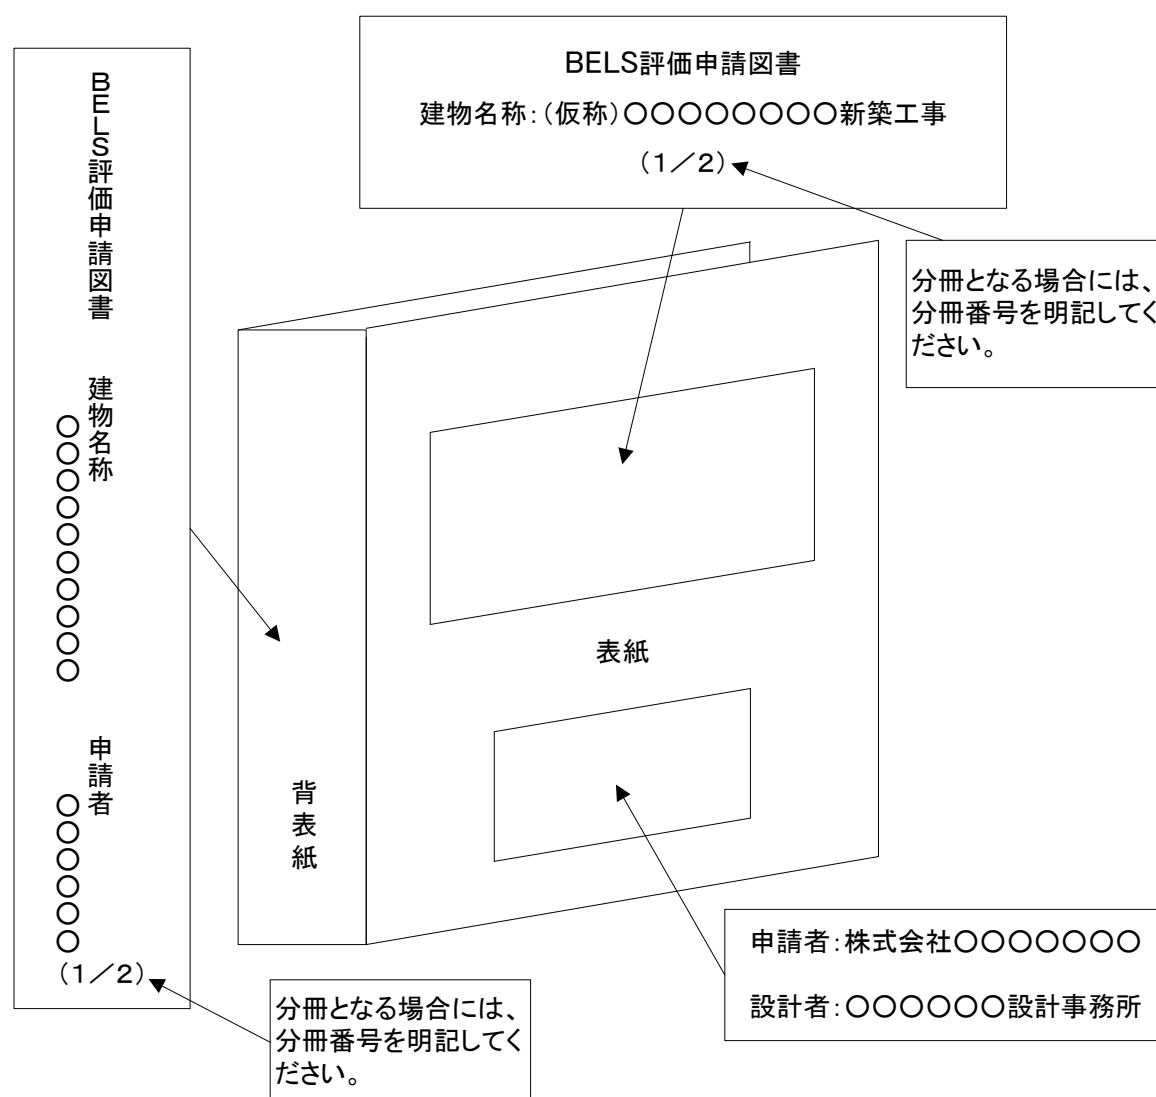 BELS評価申請図書
建物名称：（仮称）○○○○○○○○新築工事
（１／２）
BELS評価申請図書
建物名称
○○○○○○○○○○
申請者
○○○○○○
（１／２）
分冊となる場合には、
分冊番号を明記してく
ださい。
表紙
背表紙
申請者：株式会社○○○○○○○
設計者：○○○○○○設計事務所
分冊となる場合には、
分冊番号を明記してく
ださい。